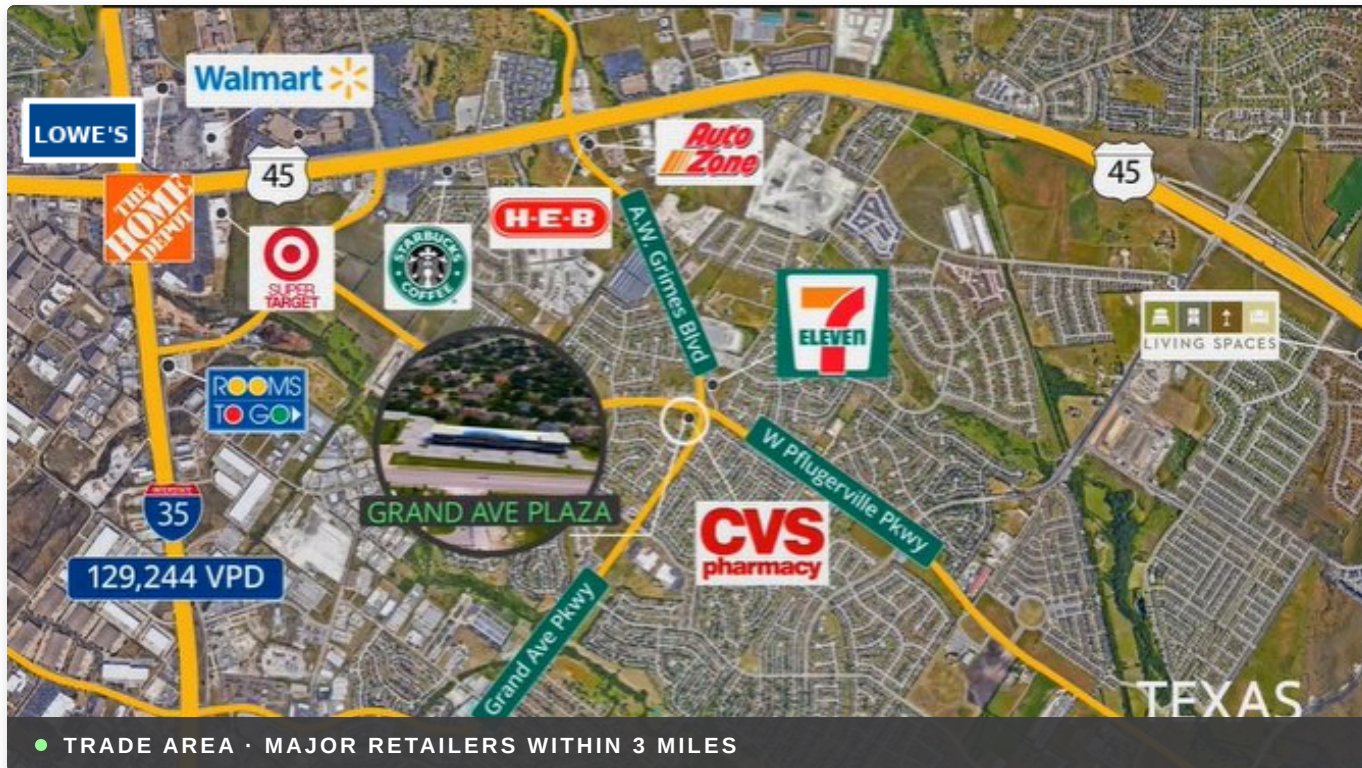 Walmart
LOWE'S
45
THE
HOME
DEPOT
Auto
Zone
H-E-B
45
SUPER
TARGET
STARBUCKS
COFFEE
A.W. Grimes Blvd
7
ELEVEN
LIVING SPACES
ROOMS
TO GO
W Pflugerville Pkwy
INTERSTATE
35
GRAND AVE PLAZA
CVS
pharmacy
129,244 VPD
Grand Ave Pkwy
TEXAS
TRADE AREA · MAJOR RETAILERS WITHIN 3 MILES